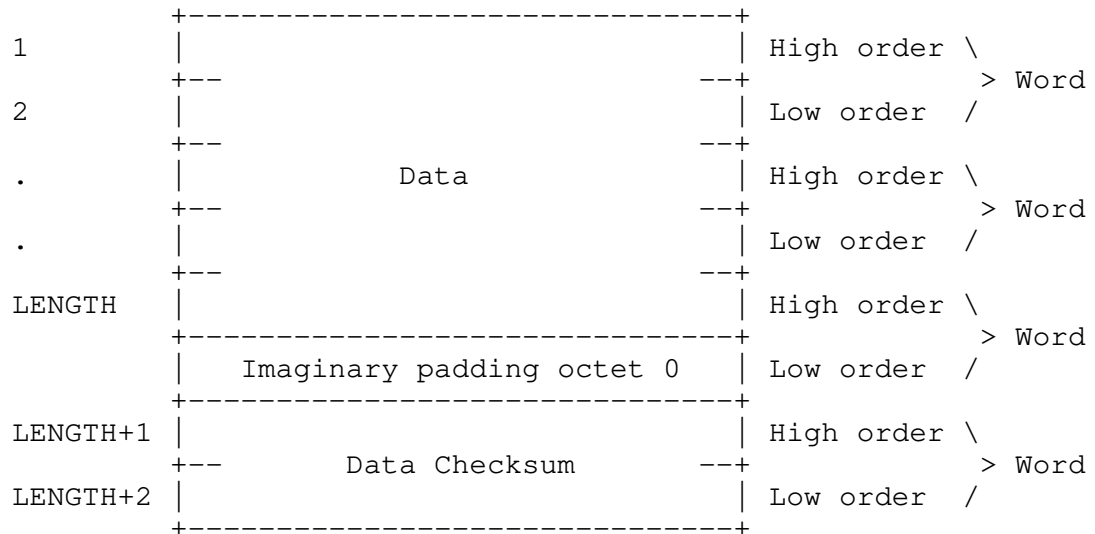 1 High order \
> Word
2 Low order /
. Data High order \
> Word
. Low order /
LENGTH High order \
> Word
Imaginary padding octet 0 Low order /
LENGTH+1 High order \
Data Checksum > Word
LENGTH+2 Low order /